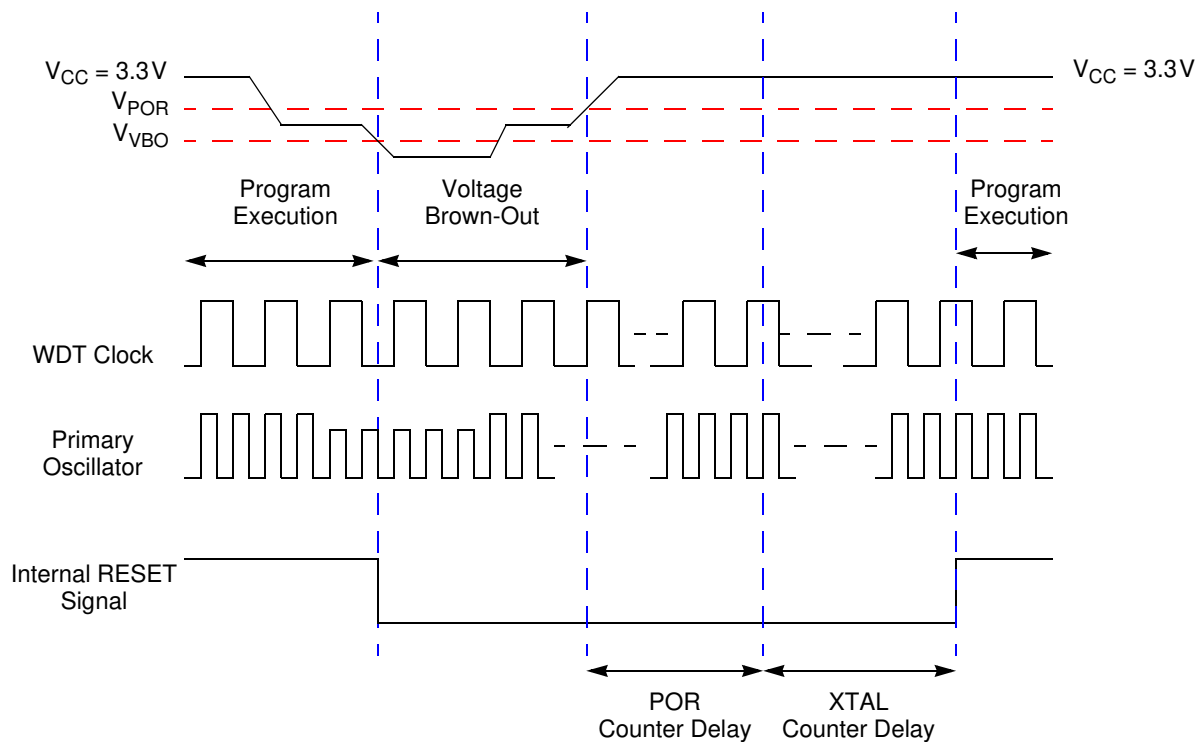 VCC = 3.3V
VCC = 3.3V
VPOR
VVBO
Program
Execution
Voltage
Brown-Out
Program
Execution
WDT Clock
Primary
Oscillator
Internal RESET
Signal
POR
Counter Delay
XTAL
Counter Delay